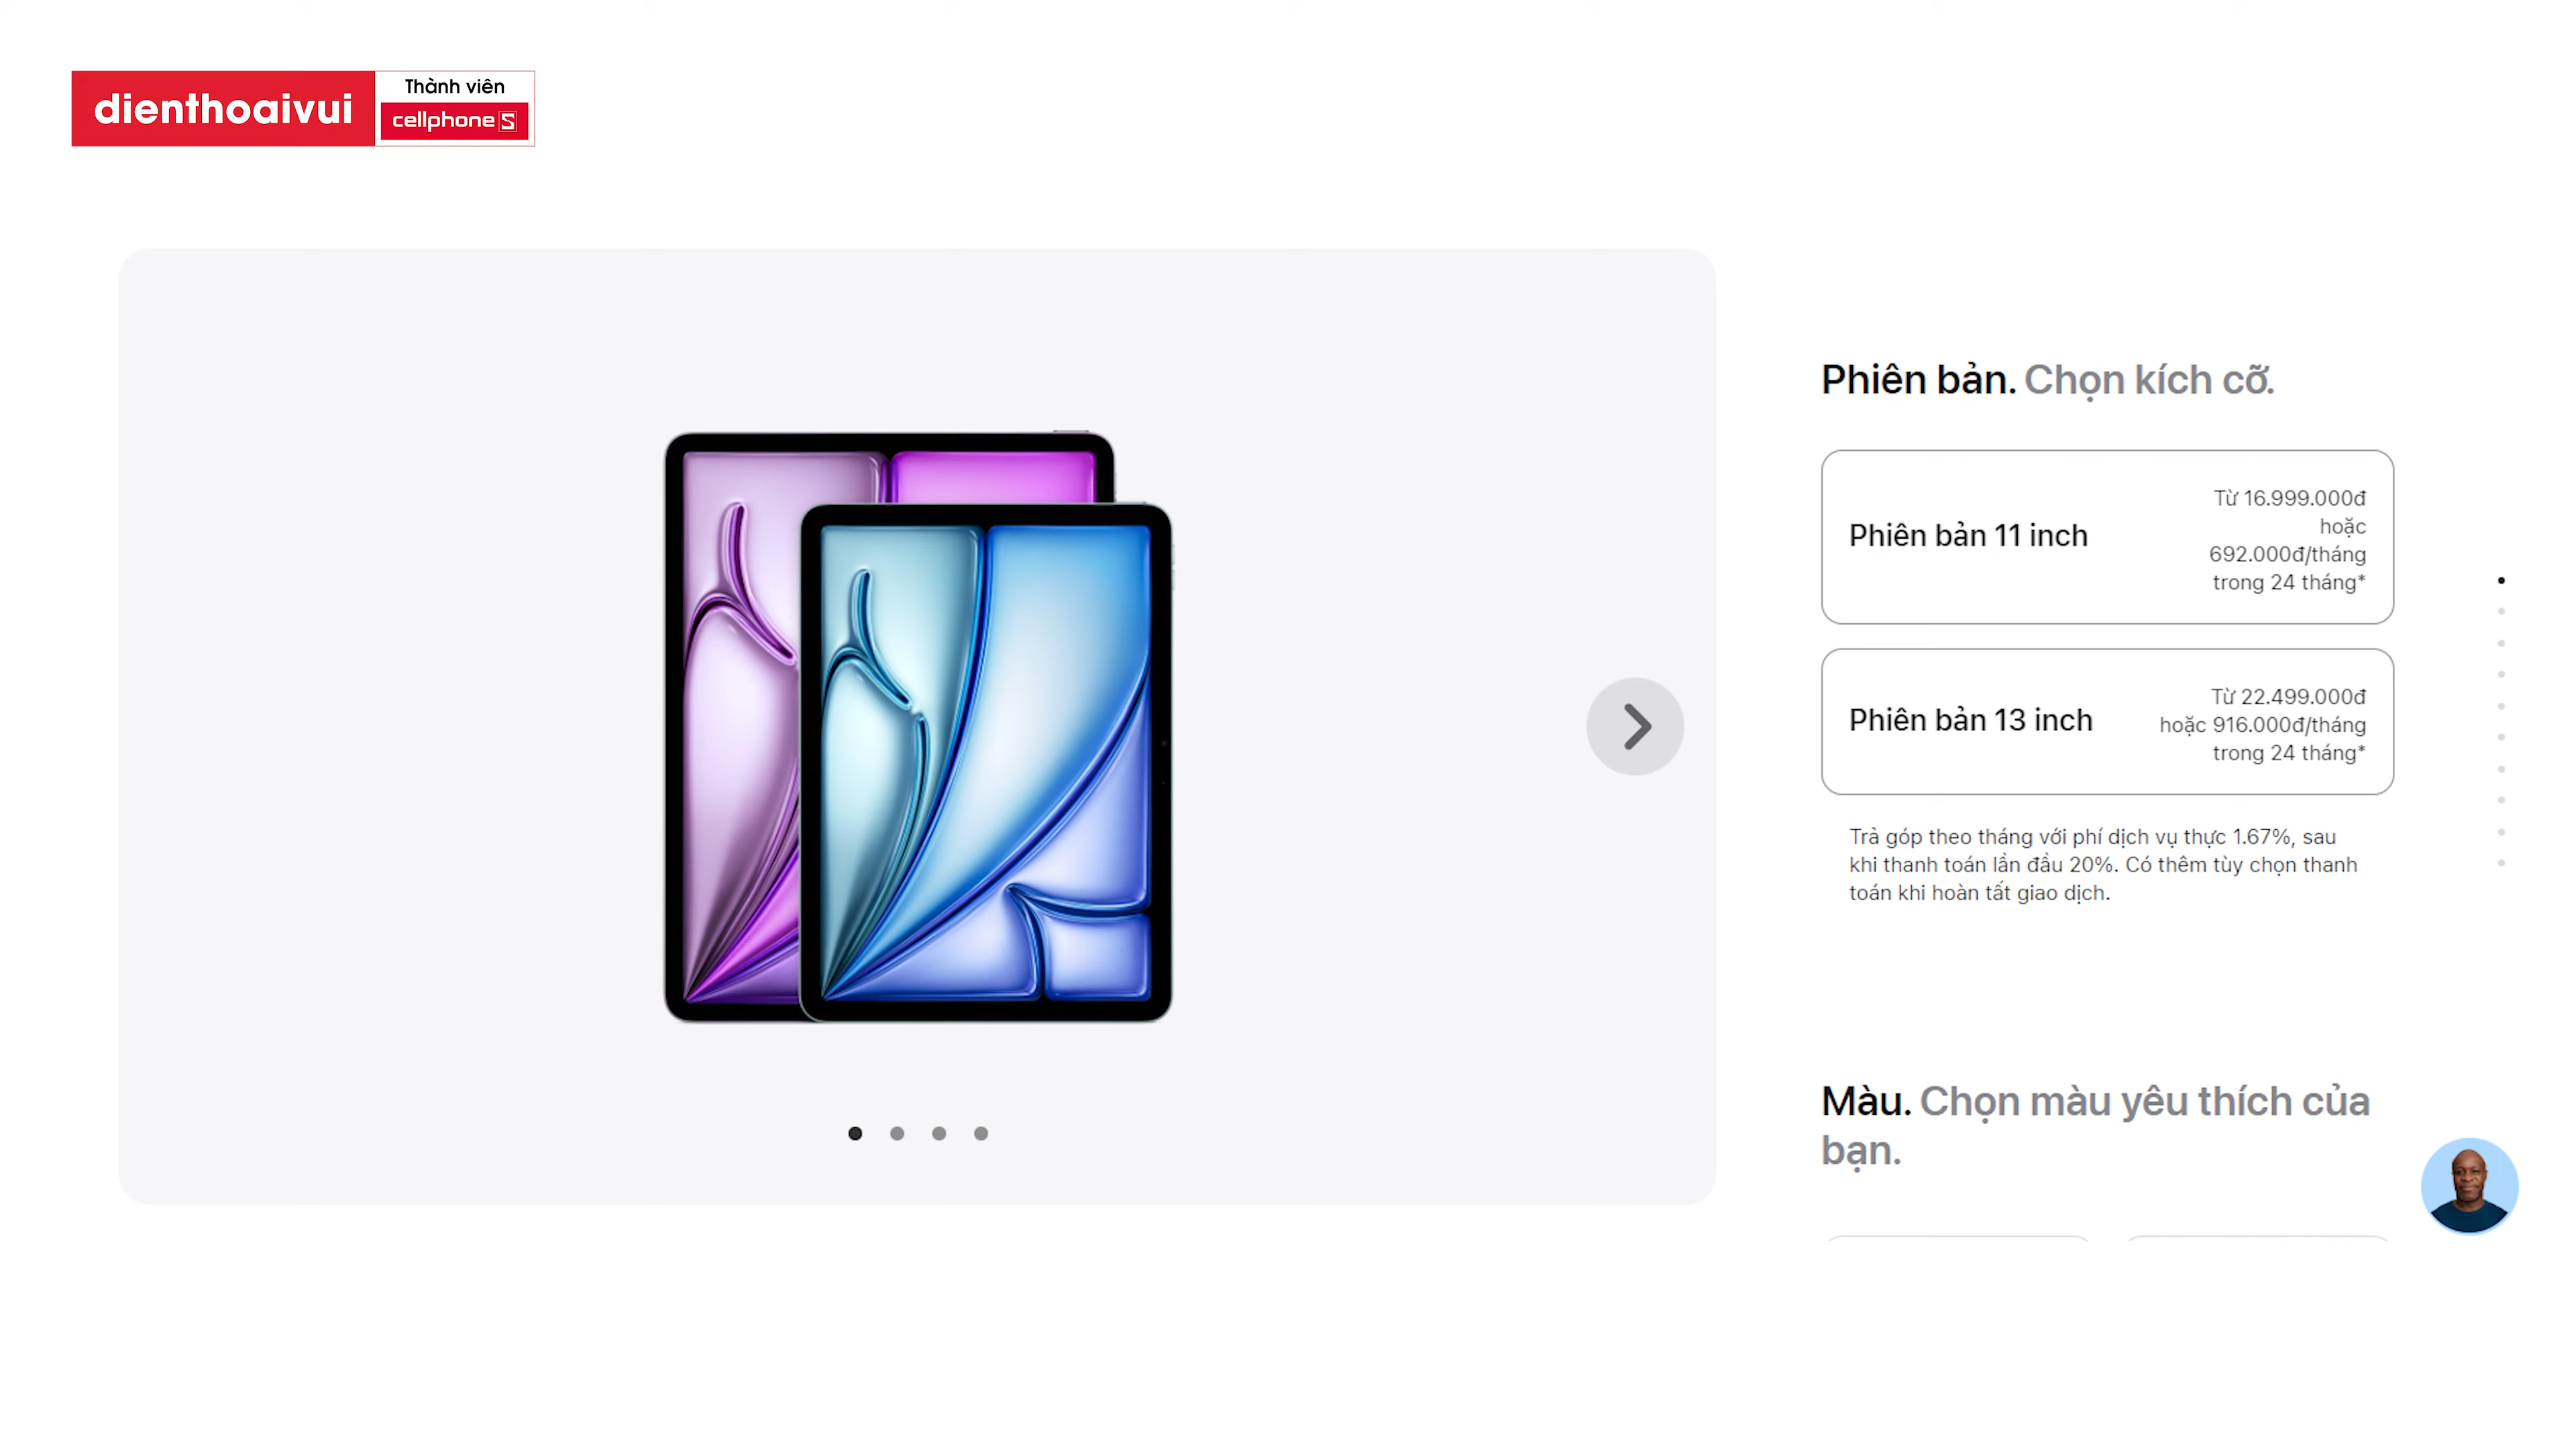 dienthoaivui
Thành viên
cellphoneS
Phiên bản. Chọn kích cỡ.
Phiên bản 11 inch
Từ 16.999.000đ
hoặc
692.000đ/tháng
trong 24 tháng*
Phiên bản 13 inch
Từ 22.499.000đ
hoặc 916.000đ/tháng
trong 24 tháng*
Trả góp theo tháng với phí dịch vụ thực 1.67%, sau
khi thanh toán lần đầu 20%. Có thêm tùy chọn thanh
toán khi hoàn tất giao dịch.
Màu. Chọn màu yêu thích của
bạn.